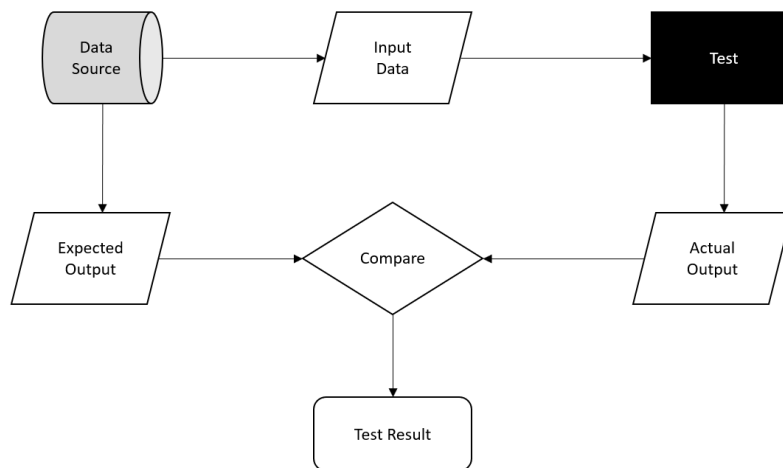 Data
Source
Input
Data
Test
Expected
Output
Compare
Actual
Output
Test Result